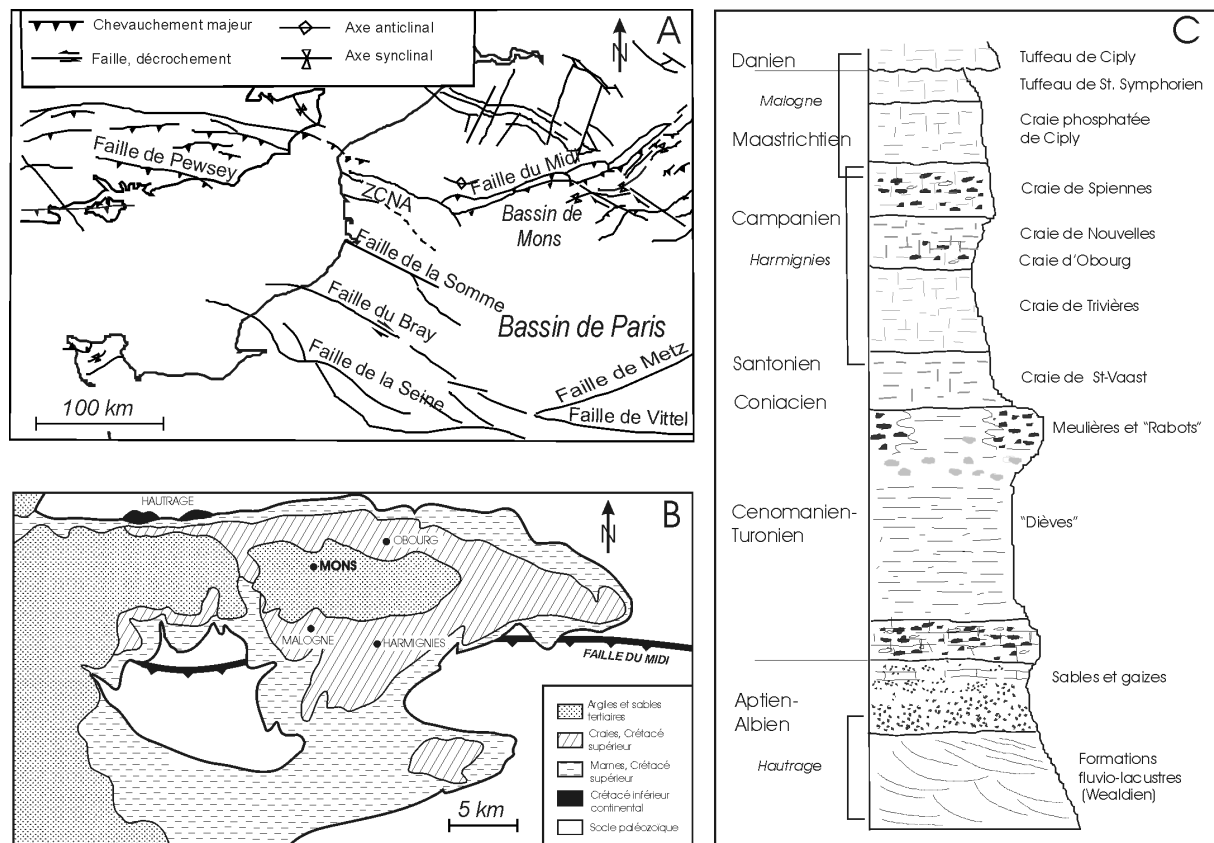 Chevauchement majeur
Faille, décrochement
Axe anticlinal
Axe synclinal
A
N
Faille de Pewsey
Faille du Midi
ZCNA
Bassin de
Mons
Faille de la Somme
Faille du Bray
Bassin de Paris
Faille de la Seine
Faille de Metz
Faille de Vittel
100 km
B
N
HAUTRAGE
OBOURG
MONS
MALOGNE
HARMIGNIES
FAILLE DU MIDI
Argiles et sables
tertiaires
Craies, Crétacé
supérieur
Marnes, Crétacé
supérieur
Crétacé inférieur
continental
Socle paléozoïque
5 km
C
Danien
Malogne
Maastrichtien
Campanien
Harmignies
Santonien
Coniacien
Cenomanien-
Turonien
Aptien-
Albien
Hautrage
Tuffeau de Ciply
Tuffeau de St. Symphorien
Craie phosphatée
de Ciply
Craie de Spiennes
Craie de Nouvelles
Craie d'Obourg
Craie de Trivières
Craie de St-Vaast
Meulières et "Rabots"
"Dièves"
Sables et gaizes
Formations
fluvio-lacustres
(Wealdien)